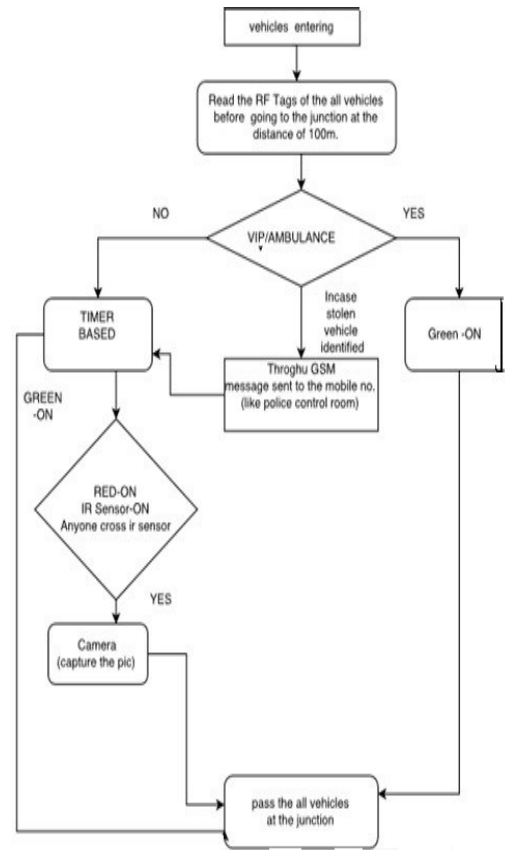 vehicles entering
Read the RF Tags of the all vehicles
before going to the junction at the
distance of 100m.
NO
YES
VIP/AMBULANCE
TIMER
BASED
Incase
stolen
vehicle
identified
Green -ON
Throghu GSM
message sent to the mobile no.
(like police control room)
GREEN
-ON
RED-ON
IR Sensor-ON
Anyone cross ir sensor
YES
Camera
(capture the pic)
pass the all vehicles
at the junction